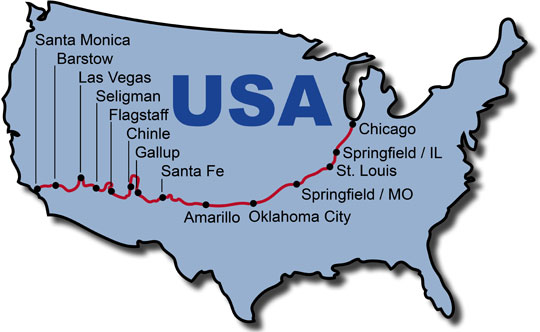 Santa Monica
Barstow
Las Vegas
Seligman
Flagstaff
Chinle
Gallup
Santa Fe
USA
Chicago
Springfield / IL
St. Louis
Springfield / MO
Oklahoma City
Amarillo